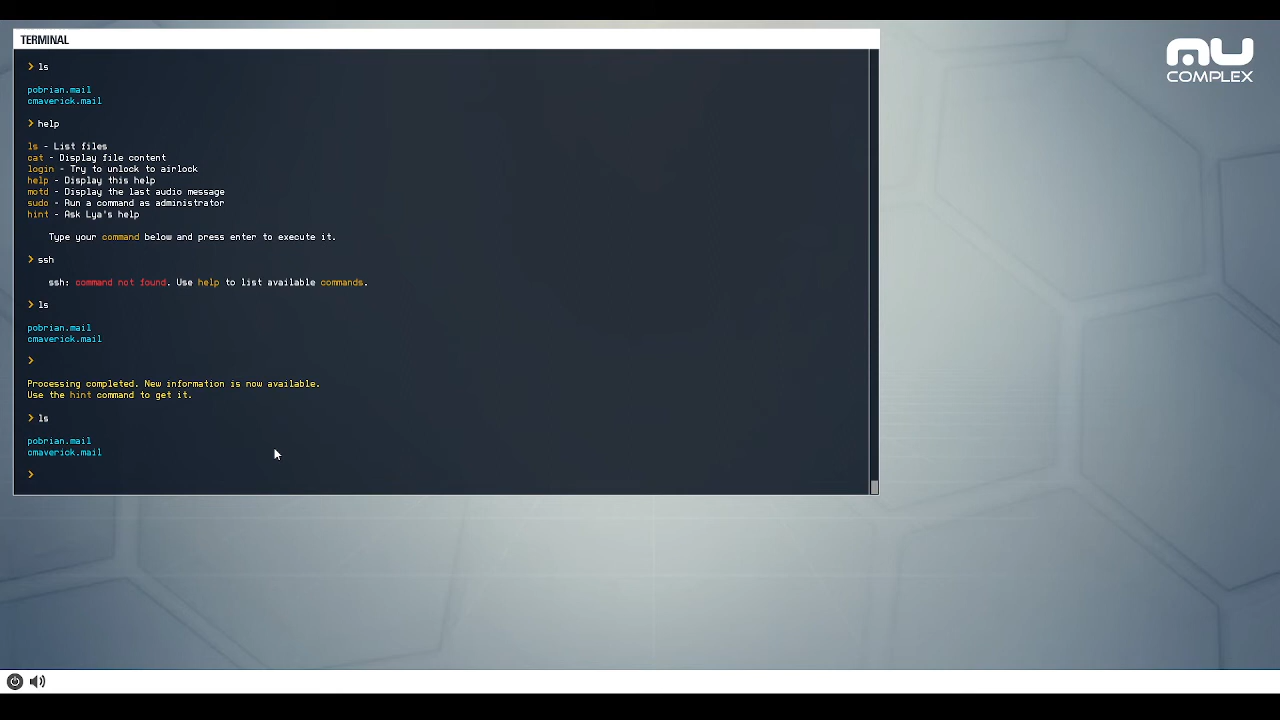 TERMINAL
MU
COMPLEX
> ls
pobrian.mail
cmaverick.mail
> help
ls - List files
cat - Display file content
login - Try to unlock to airlock
help - Display this help
motd - Display the last audio message
sudo - Run a command as administrator
hint - Ask Lya's help
Type your command below and press enter to execute it.
> ssh
ssh: command not found. Use help to list available commands.
> ls
pobrian.mail
cmaverick.mail
>
Processing completed. New information is now available.
Use the hint command to get it.
> ls
pobrian.mail
cmaverick.mail
>